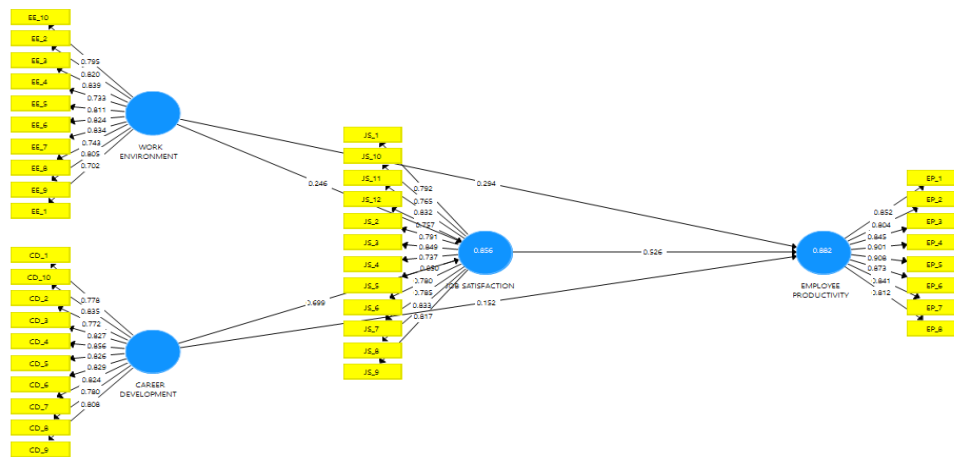 EE_10
EE_2
EE_3
EE_4
EE_5
EE_6
EE_7
EE_8
EE_9
EE_1
0.795
0.820
0.839
0.733
0.811
0.824
0.834
0.743
0.805
0.702
WORK
ENVIRONMENT
CD_1
CD_10
CD_2
CD_3
CD_4
CD_5
CD_6
CD_7
CD_8
CD_9
0.778
0.835
0.772
0.827
0.856
0.826
0.829
0.824
0.780
0.808
CAREER
DEVELOPMENT
0.246
0.294
0.699
0.152
0.526
JS_1
JS_10
JS_11
JS_12
JS_2
JS_3
JS_4
JS_5
JS_6
JS_7
JS_8
JS_9
0.792
0.765
0.832
0.757
0.791
0.849
0.737
0.780
0.785
0.833
0.817
0.856
JOB SATISFACTION
0.882
EMPLOYEE
PRODUCTIVITY
0.852
0.804
0.845
0.901
0.908
0.873
0.841
0.812
EP_1
EP_2
EP_3
EP_4
EP_5
EP_6
EP_7
EP_8